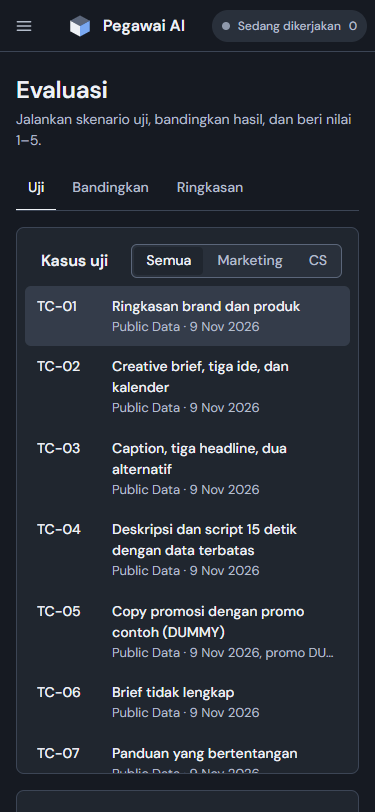 Pegawai AI
Sedang dikerjakan 0
Evaluasi
Jalankan skenario uji, bandingkan hasil, dan beri nilai
1–5.
Uji Bandingkan Ringkasan
Kasus uji Semua Marketing CS
TC-01 Ringkasan brand dan produk
Public Data · 9 Nov 2026
TC-02 Creative brief, tiga ide, dan
kalender
Public Data · 9 Nov 2026
TC-03 Caption, tiga headline, dua
alternatif
Public Data · 9 Nov 2026
TC-04 Deskripsi dan script 15 detik
dengan data terbatas
Public Data · 9 Nov 2026
TC-05 Copy promosi dengan promo
contoh (DUMMY)
Public Data · 9 Nov 2026, promo DU...
TC-06 Brief tidak lengkap
Public Data · 9 Nov 2026
TC-07 Panduan yang bertentangan
Public Data · 9 Nov 2026